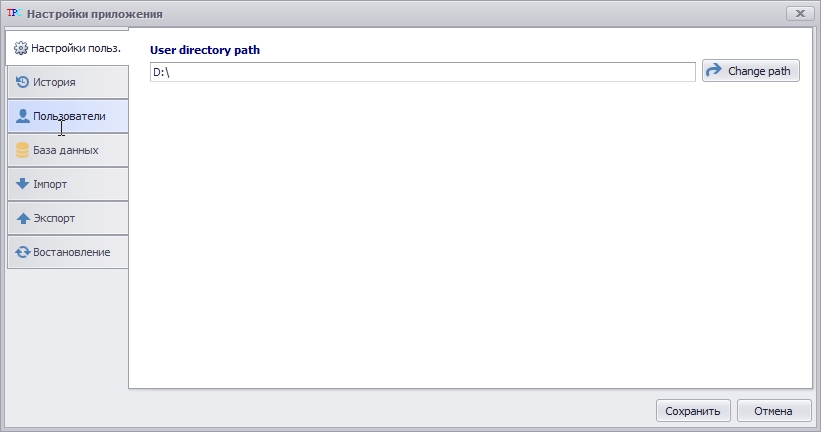 TPC Настройки приложения
Настройки польз.
История
Пользователи
База данных
Імпорт
Экспорт
Востановление
User directory path
D:\
Change path
Сохранить
Отмена